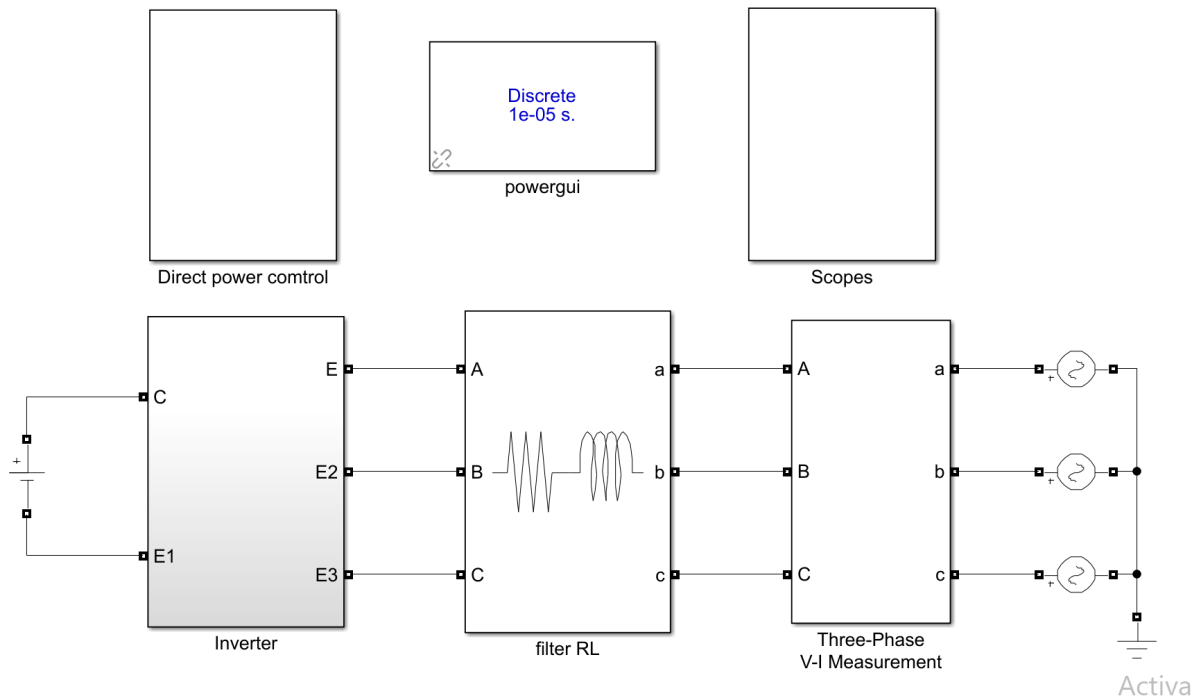 Discrete
1e-05 s.
powergui
Direct power comtrol
Scopes
C
E1
E
E2
E3
Inverter
A
B
C
a
b
c
filter RL
A
B
C
a
b
c
Three-Phase
V-I Measurement
+
+
+
+
Activa